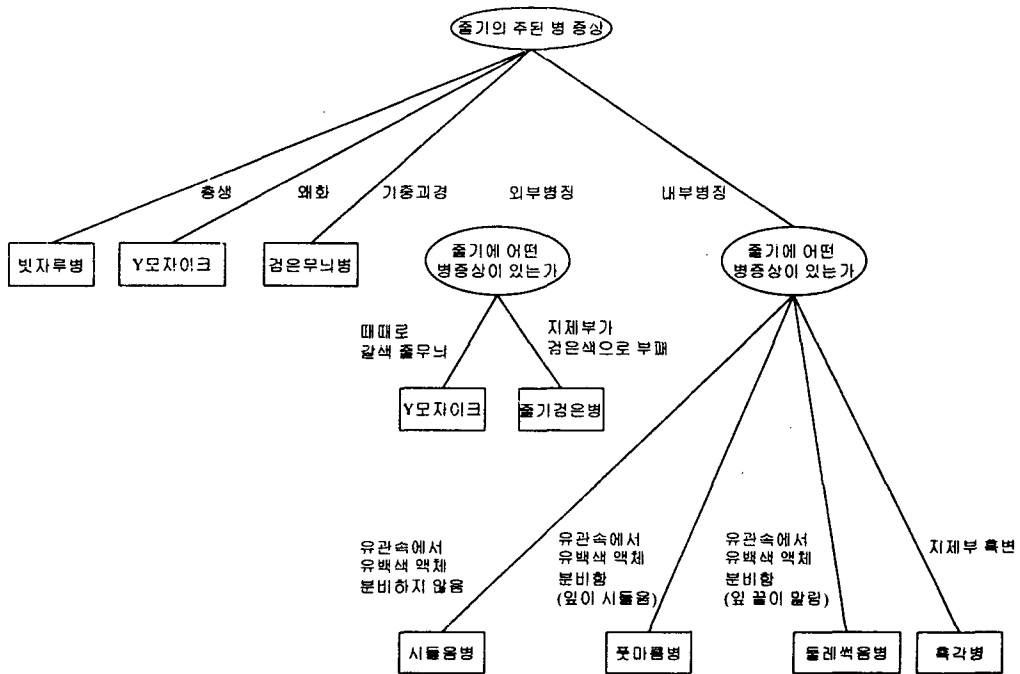 줄기의 주된 병 증상
총생
왜화
기중괴경
외부병징
내부병징
빗자루병
Y모자이크
검은무늬병
줄기에 어떤
병증상이 있는가
줄기에 어떤
병증상이 있는가
때때로
갈색 줄무늬
지제부가
검은색으로 부패
Y모자이크
줄기검은병
유관속에서
유백색 액체
분비하지 않음
유관속에서
유백색 액체
분비함
(잎이 시들음)
유관속에서
유백색 액체
분비함
(잎 끝이 말림)
지제부 흑변
시들음병
풋마름병
둘레썩음병
흑각병